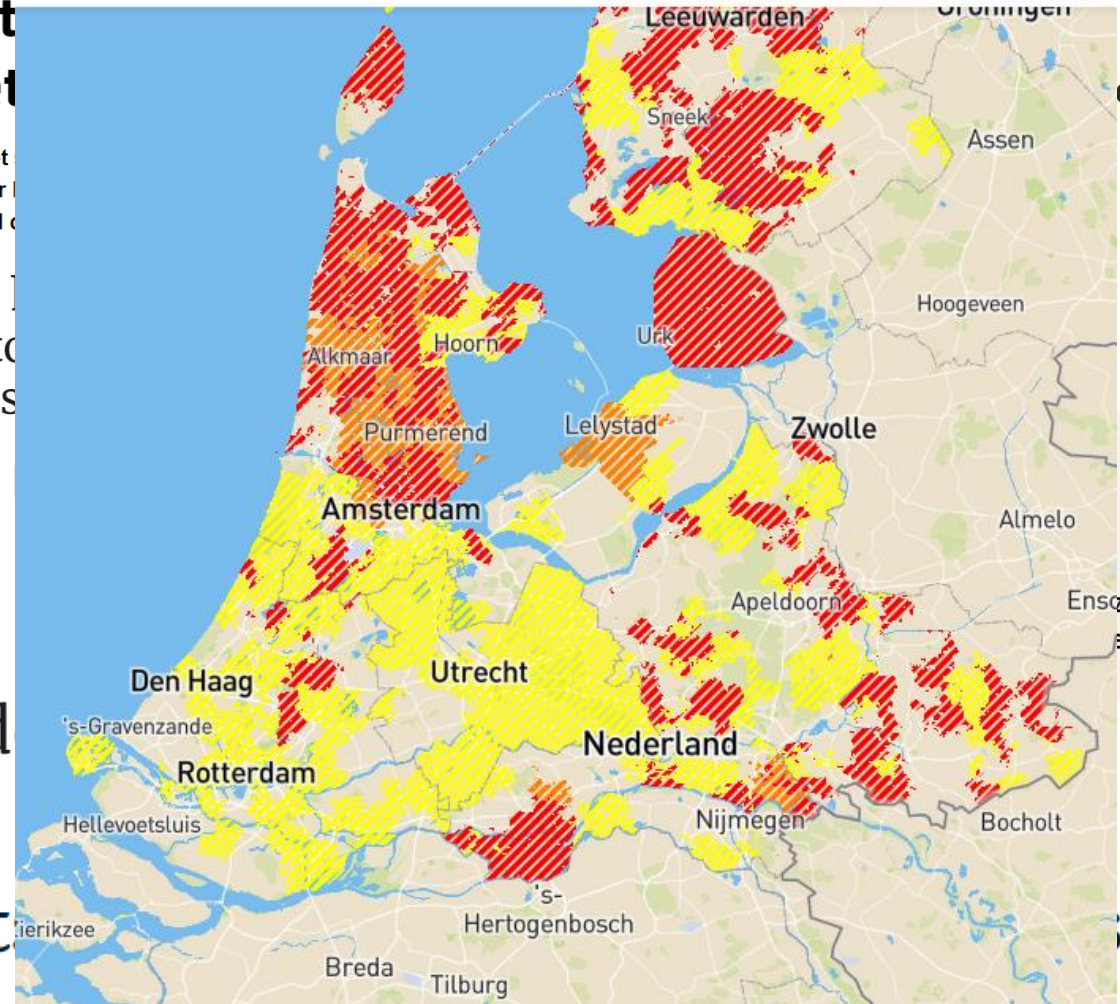 Leeuwarden
Sneek
Assen
Hoogeveen
Urk
Alkmaar
Hoorn
Purmerend
Lelystad
Zwolle
Amsterdam
Almelo
Apeldoorn
Utrecht
Den Haag
's-Gravenzande
Nederland
Rotterdam
Hellevoetsluis
Nijmegen
Bocholt
's-
Hertogenbosch
Breda
Tilburg